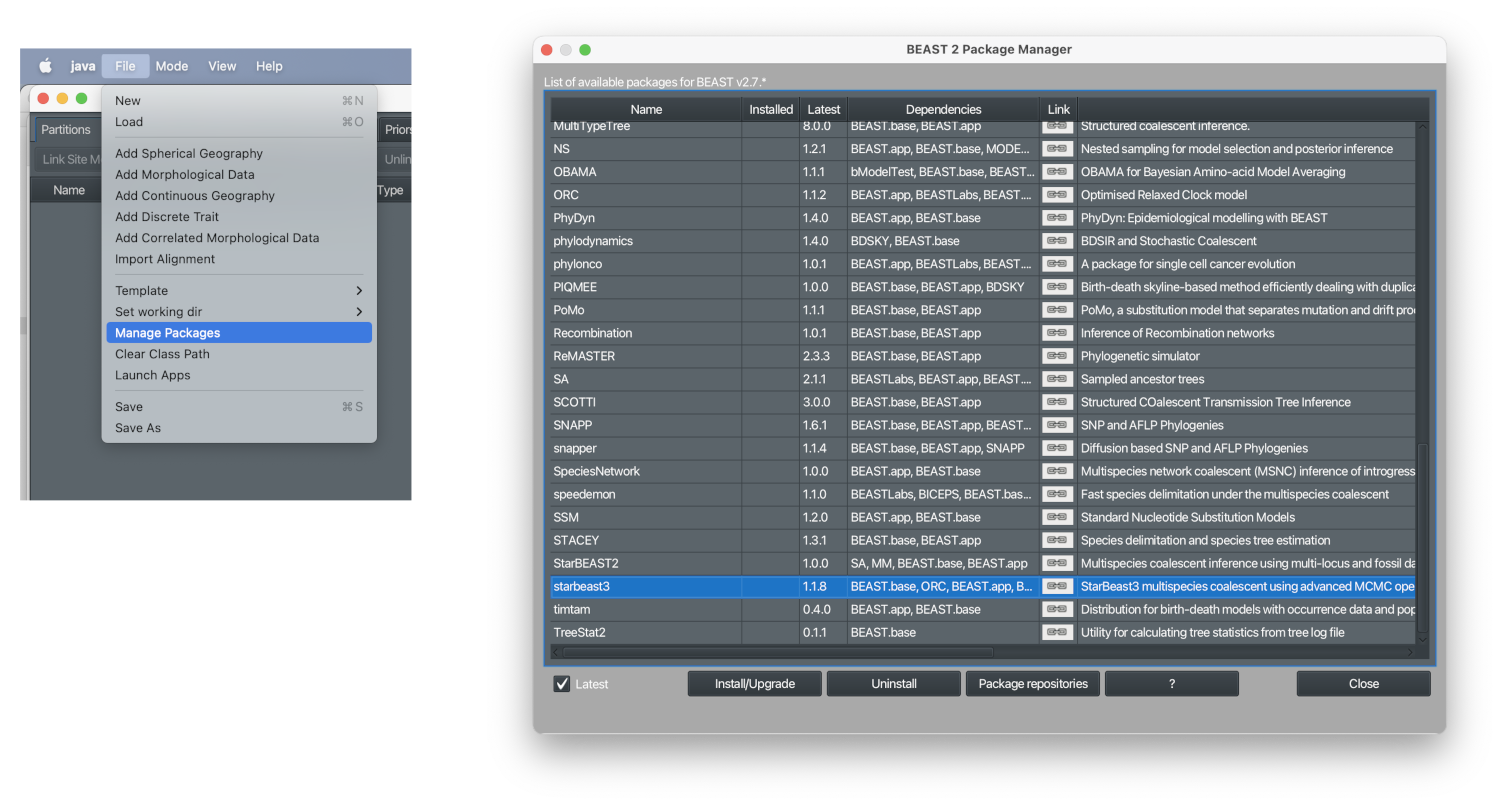 java File Mode View Help
Partitions
Priors
Link Site M
Unlin
Name
Type
New ⌘N
Load ⌘O
Add Spherical Geography
Add Morphological Data
Add Continuous Geography
Add Discrete Trait
Add Correlated Morphological Data
Import Alignment
Template
Set working dir
Manage Packages
Clear Class Path
Launch Apps
Save ⌘S
Save As
BEAST 2 Package Manager
List of available packages for BEAST v2.7.*
Name Installed Latest Dependencies Link
MultiTypeTree 8.0.0 BEAST.base, BEAST.app Structured coalescent inference.
NS 1.2.1 BEAST.app, BEAST.base, MODE... Nested sampling for model selection and posterior inference
OBAMA 1.1.1 bModelTest, BEAST.base, BEAST... OBAMA for Bayesian Amino-acid Model Averaging
ORC 1.1.2 BEAST.app, BEASTLabs, BEAST.... Optimised Relaxed Clock model
PhyDyn 1.4.0 BEAST.app, BEAST.base PhyDyn: Epidemiological modelling with BEAST
phylodynamics 1.4.0 BDSKY, BEAST.base BDSIR and Stochastic Coalescent
phylonco 1.0.1 BEAST.app, BEASTLabs, BEAST.... A package for single cell cancer evolution
PIQMEE 1.0.0 BEAST.base, BEAST.app, BDSKY Birth-death skyline-based method efficiently dealing with duplica
PoMo 1.1.1 BEAST.base, BEAST.app PoMo, a substitution model that separates mutation and drift pro
Recombination 1.0.1 BEAST.base, BEAST.app Inference of Recombination networks
ReMASTER 2.3.3 BEAST.base, BEAST.app Phylogenetic simulator
SA 2.1.1 BEASTLabs, BEAST.app, BEAST.... Sampled ancestor trees
SCOTTI 3.0.0 BEAST.base, BEAST.app Structured COalescent Transmission Tree Inference
SNAPP 1.6.1 BEAST.base, BEAST.app, BEAST... SNP and AFLP Phylogenies
snapper 1.1.4 BEAST.base, BEAST.app, SNAPP Diffusion based SNP and AFLP Phylogenies
SpeciesNetwork 1.0.0 BEAST.app, BEAST.base Multispecies network coalescent (MSNC) inference of introgress
speedemon 1.1.0 BEASTLabs, BICEPS, BEAST.bas... Fast species delimitation under the multispecies coalescent
SSM 1.2.0 BEAST.app, BEAST.base Standard Nucleotide Substitution Models
STACEY 1.3.1 BEAST.base, BEAST.app Species delimitation and species tree estimation
StarBEAST2 1.0.0 SA, MM, BEAST.base, BEAST.app Multispecies coalescent inference using multi-locus and fossil da
starbeast3 1.1.8 BEAST.base, ORC, BEAST.app, B... StarBeast3 multispecies coalescent using advanced MCMC ope
timtam 0.4.0 BEAST.app, BEAST.base Distribution for birth-death models with occurrence data and pop
TreeStat2 0.1.1 BEAST.base Utility for calculating tree statistics from tree log file
Latest Install/Upgrade Uninstall Package repositories ? Close